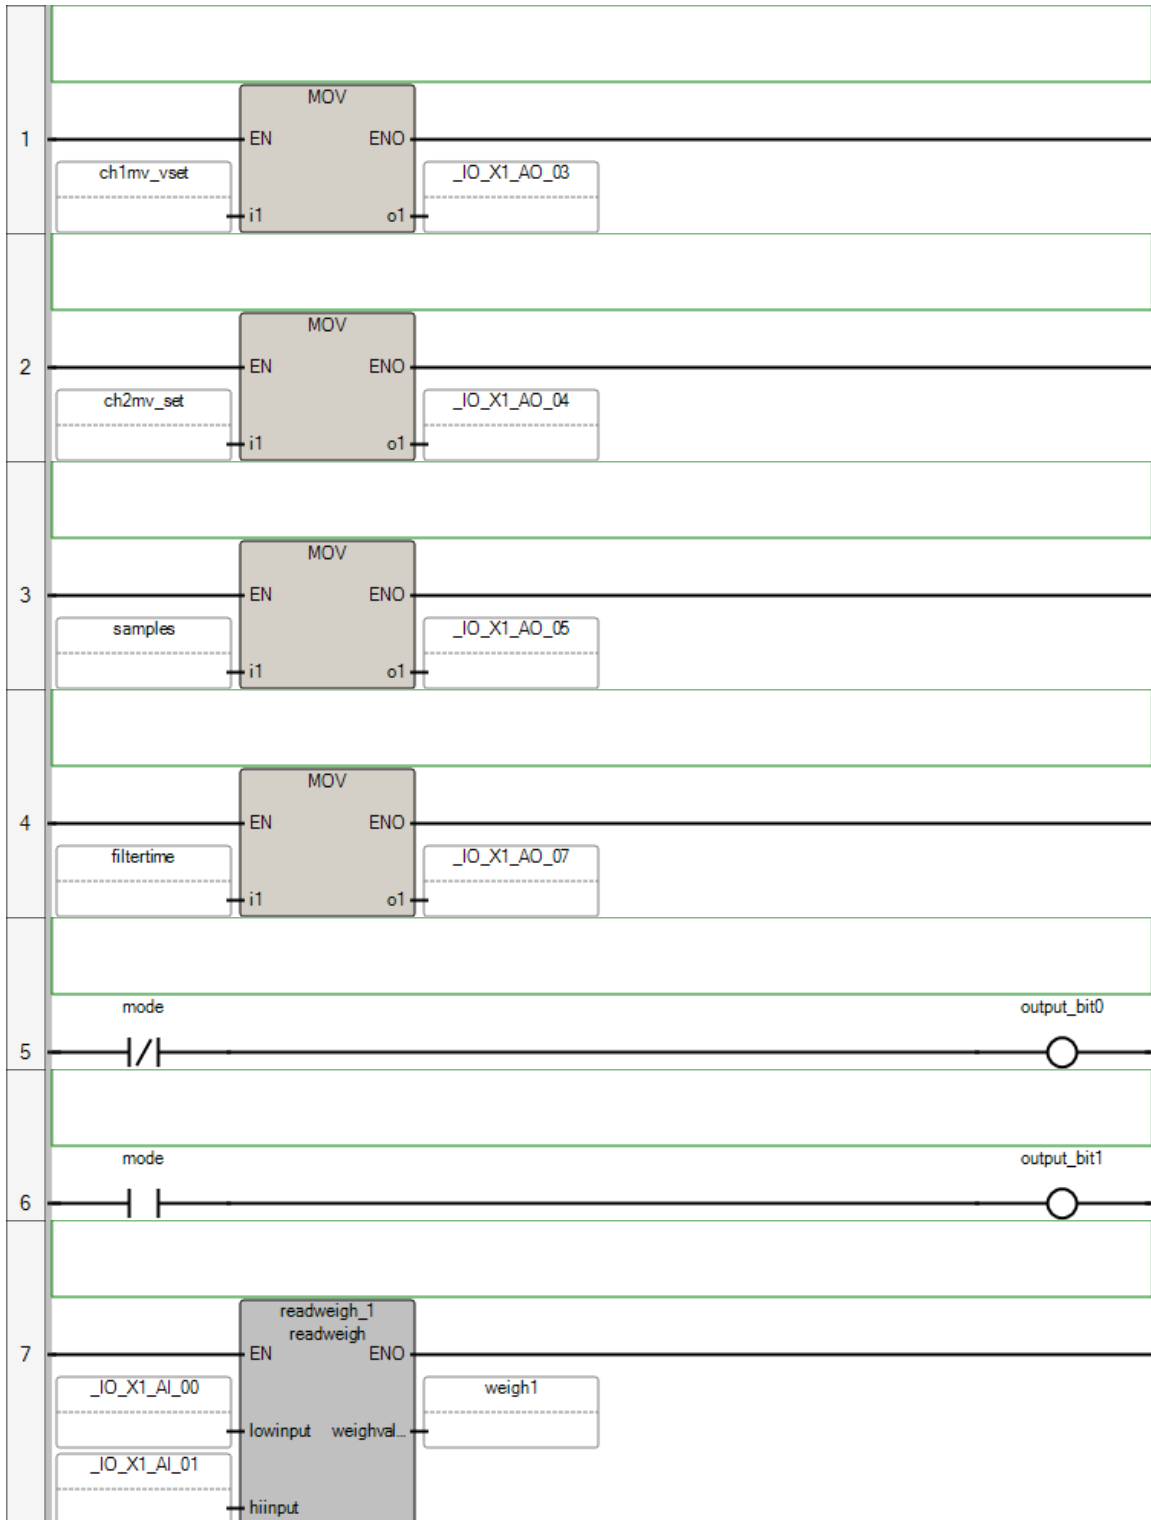 MOV
1
EN ENO
ch1mv_vset
_IO_X1_AO_03
i1 o1
MOV
2
EN ENO
ch2mv_set
_IO_X1_AO_04
i1 o1
MOV
3
EN ENO
samples
_IO_X1_AO_05
i1 o1
MOV
4
EN ENO
filtertime
_IO_X1_AO_07
i1 o1
mode
output_bit0
5
mode
output_bit1
6
readweigh_1
readweigh
7
EN ENO
_IO_X1_AI_00
weigh1
lowinput weighval...
_IO_X1_AI_01
hiinput